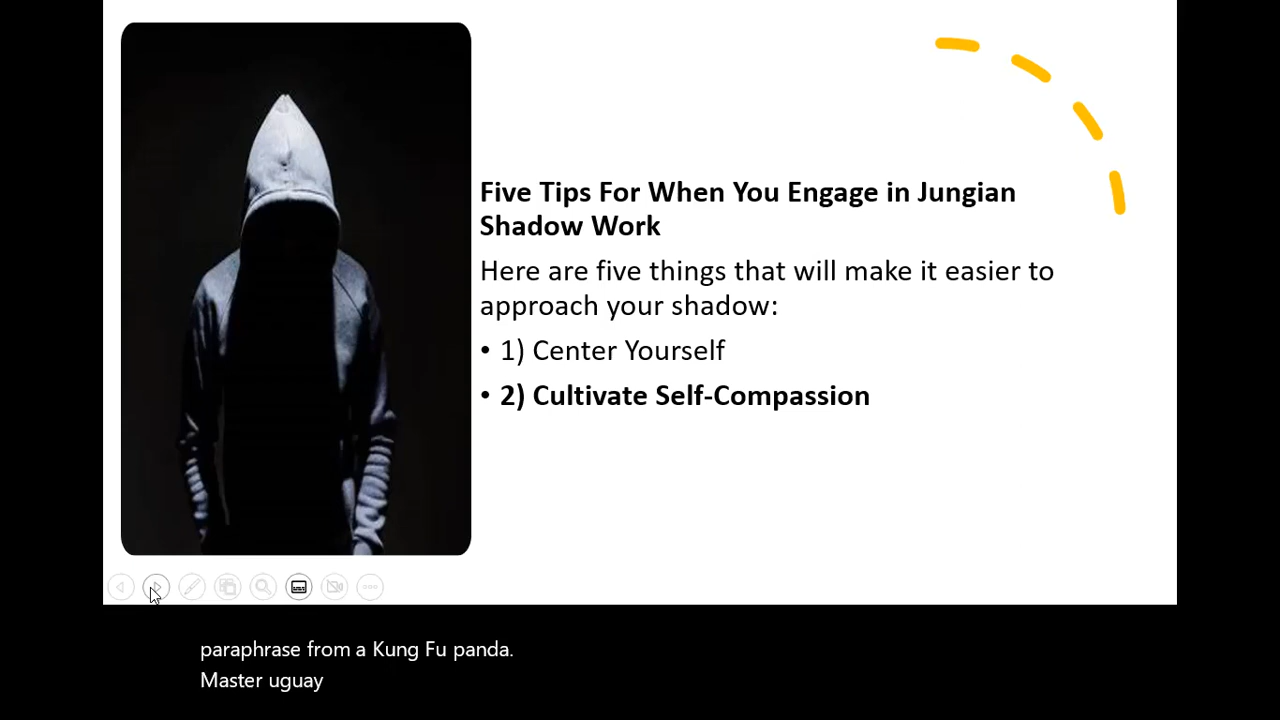 Five Tips For When You Engage in Jungian
Shadow Work
Here are five things that will make it easier to
approach your shadow:
• 1) Center Yourself
• 2) Cultivate Self-Compassion
paraphrase from a Kung Fu panda.
Master uguay